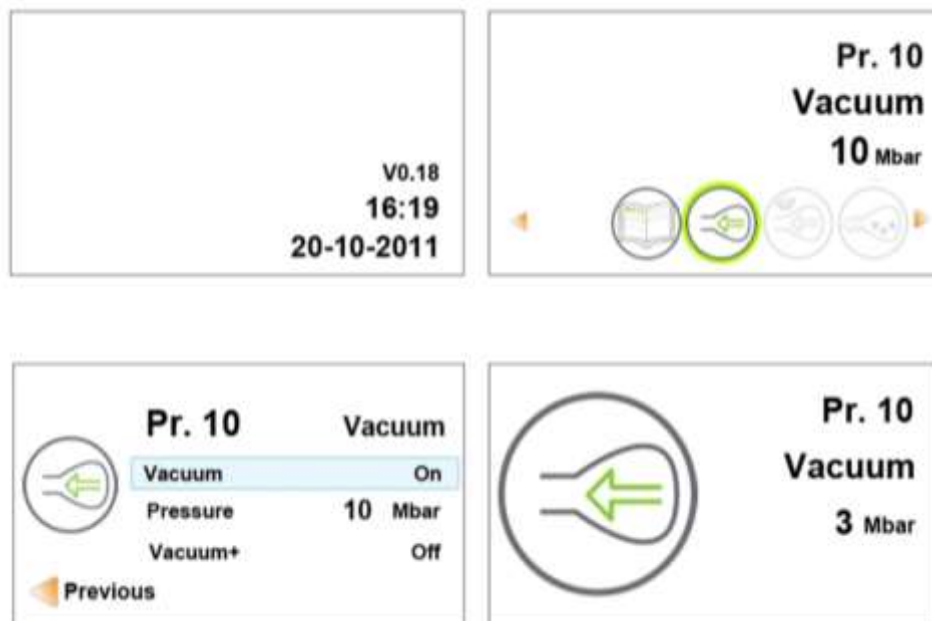 V0.18
16:19
20-10-2011
Pr. 10
Vacuum
10 Mbar
Pr. 10 Vacuum
Vacuum On
Pressure 10 Mbar
Vacuum+ Off
Previous
Pr. 10
Vacuum
3 Mbar